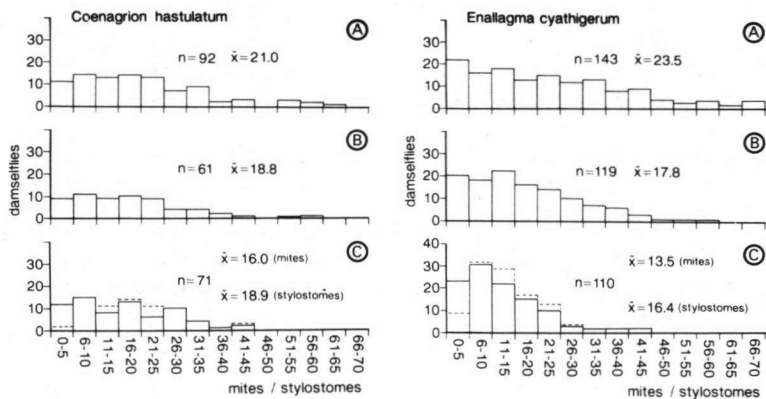 Coenagrion hastulatum
A
n=92 x̄=21.0
40
30
20
10
0
B
n=61 x̄=18.8
30
20
10
0
damselflies
C
x̄=16.0 (mites)
n=71
x̄=18.9 (stylostomes)
30
20
10
0
0-5
6-10
11-15
16-20
21-25
26-30
31-35
36-40
41-45
46-50
51-55
56-60
61-65
66-70
mites / stylostomes
Enallagma cyathigerum
A
n=143 x̄=23.5
40
30
20
10
0
B
n=119 x̄=17.8
30
20
10
0
damselflies
C
x̄=13.5 (mites)
n=110
x̄=16.4 (stylostomes)
40
30
20
10
0
0-5
6-10
11-15
16-20
21-25
26-30
31-35
36-40
41-45
46-50
51-55
56-60
61-65
66-70
mites / stylostomes